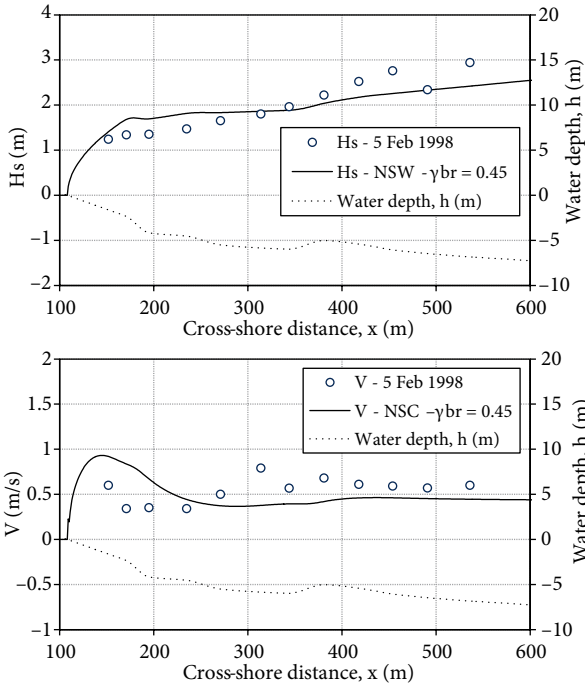 4
3
2
1
0
−1
−2
Hs (m)
20
15
10
5
0
−5
−10
Water depth, h (m)
Hs - 5 Feb 1998
Hs - NSW - γbr = 0.45
Water depth, h (m)
100 200 300 400 500 600
Cross-shore distance, x (m)
2
1.5
1
0.5
0
−0.5
−1
V (m/s)
20
15
10
5
0
−5
−10
Water depth, h (m)
V - 5 Feb 1998
V - NSC −γbr = 0.45
Water depth, h (m)
100 200 300 400 500 600
Cross-shore distance, x (m)